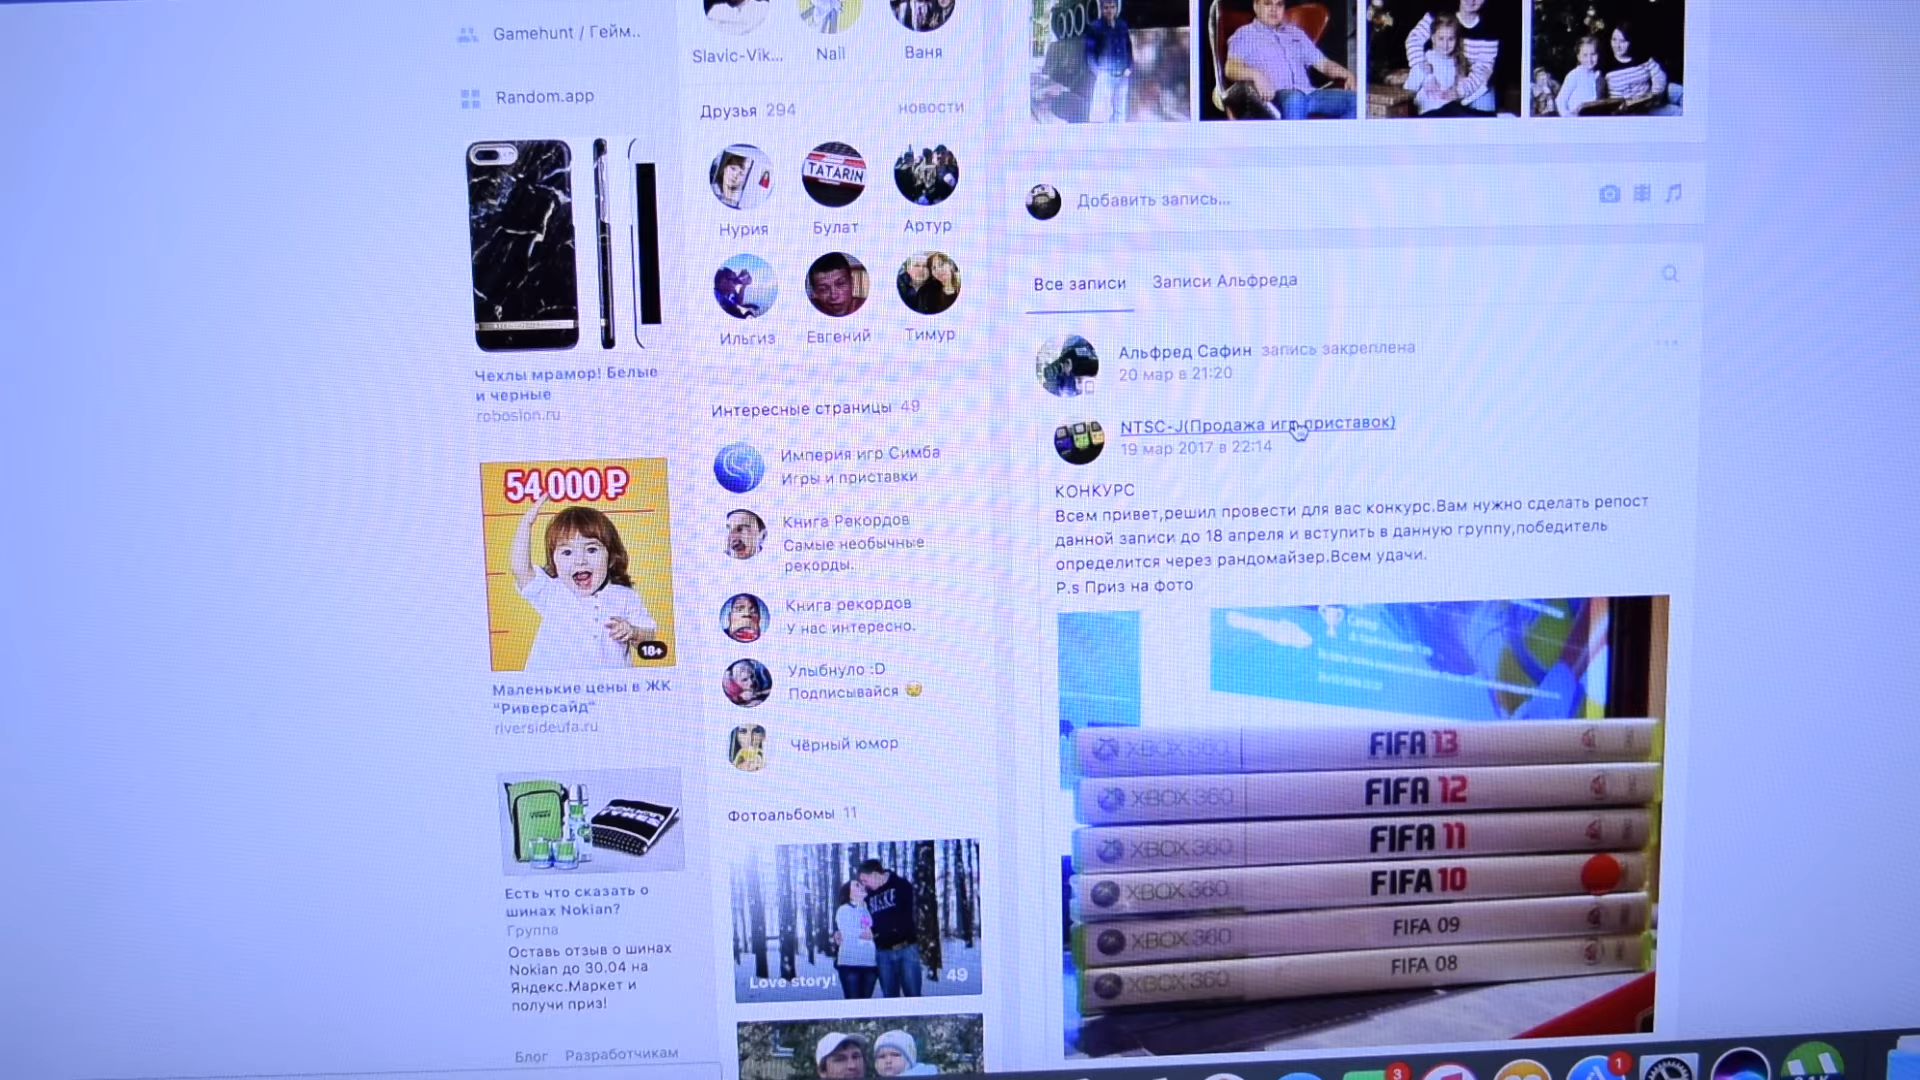 Gamehunt / Гейм..
Random.app
Чехлы мрамор! Белые
и черные
robosion.ru
54 000 ₽
18+
Маленькие цены в ЖК
"Риверсайд"
riversideufa.ru
Есть что сказать о
шинах Nokian?
Группа
Оставь отзыв о шинах
Nokian до 30.04 на
Яндекс.Маркет и
получи приз!
Блог Разработчикам
Slavic-Vik... Nail Ваня
Друзья 294 новости
TATARIN
Нурия Булат Артур
Ильгиз Евгений Тимур
Интересные страницы 49
Империя игр Симба
Игры и приставки
Книга Рекордов
Самые необычные
рекорды.
Книга рекордов
У нас интересно.
Улыбнуло :D
Подписывайся 😏
Чёрный юмор
Фотоальбомы 11
Love story! 49
Добавить запись...
Все записи Записи Альфреда
Альфред Сафин запись закреплена
20 мар в 21:20
NTSC-J(Продажа игр приставок)
19 мар 2017 в 22:14
КОНКУРС
Всем привет,решил провести для вас конкурс.Вам нужно сделать репост
данной записи до 18 апреля и вступить в данную группу,победитель
определится через рандомайзер.Всем удачи.
P.s Приз на фото
XBOX 360 FIFA 13
XBOX 360 FIFA 12
XBOX 360 FIFA 11
XBOX 360 FIFA 10
XBOX 360 FIFA 09
XBOX 360 FIFA 08
3
1